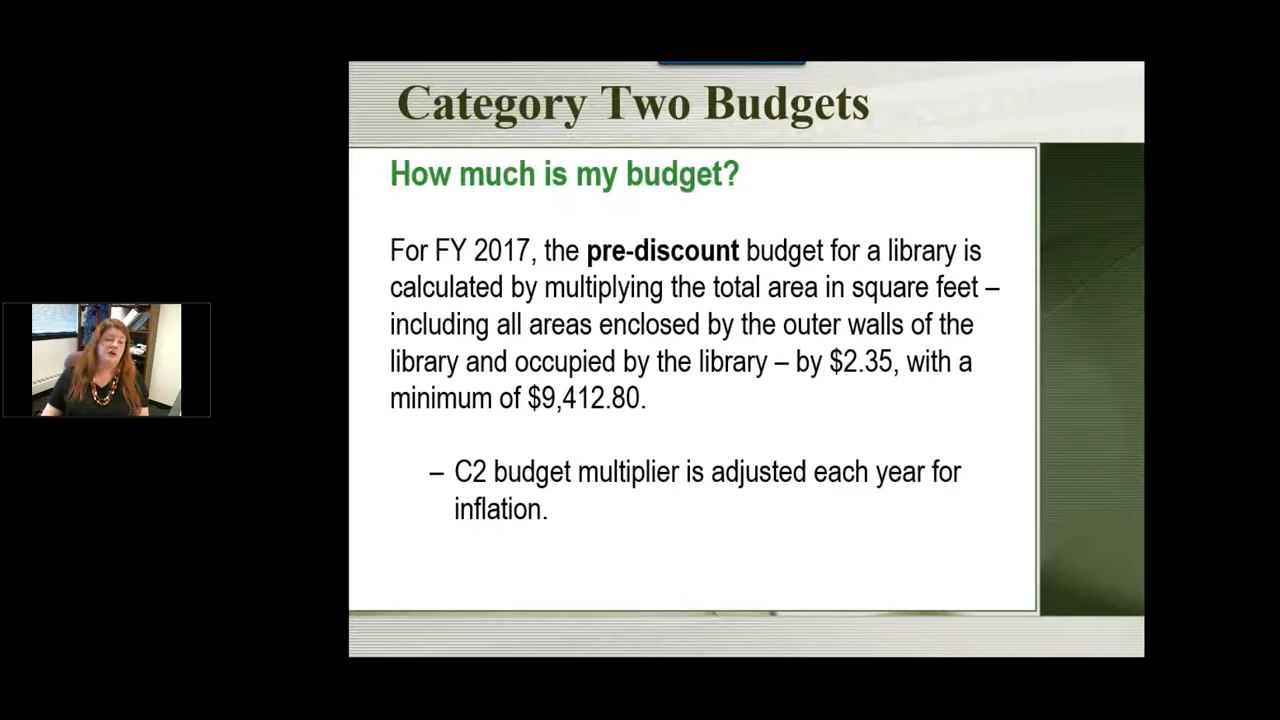 Category Two Budgets
How much is my budget?
For FY 2017, the pre-discount budget for a library is
calculated by multiplying the total area in square feet –
including all areas enclosed by the outer walls of the
library and occupied by the library – by $2.35, with a
minimum of $9,412.80.
– C2 budget multiplier is adjusted each year for
inflation.